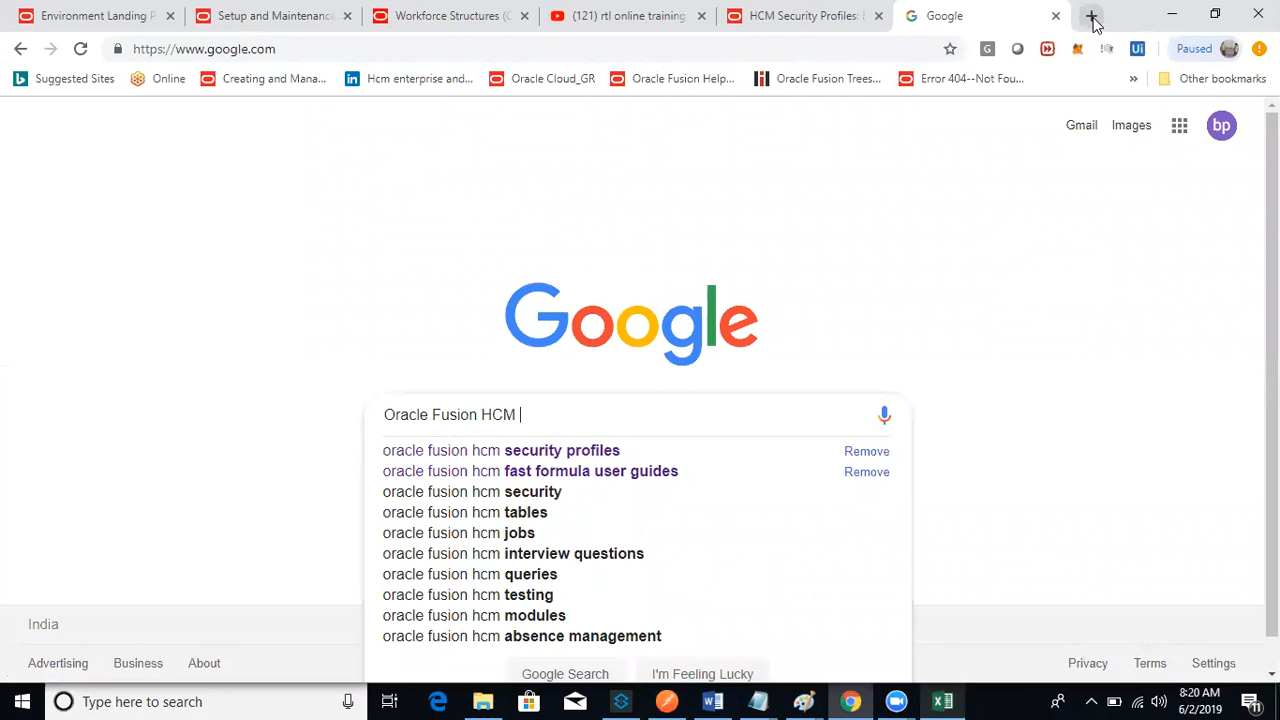 Environment Landing P
Setup and Maintenance
Workforce Structures (C
(121) rtl online training
HCM Security Profiles: E
Google
https://www.google.com
Paused
Suggested Sites
Online
Creating and Mana...
Hcm enterprise and...
Oracle Cloud_GR
Oracle Fusion Help...
Oracle Fusion Trees...
Error 404--Not Fou...
»
Other bookmarks
Gmail
Images
bp
Google
Oracle Fusion HCM
oracle fusion hcm security profiles
Remove
oracle fusion hcm fast formula user guides
Remove
oracle fusion hcm security
oracle fusion hcm tables
oracle fusion hcm jobs
oracle fusion hcm interview questions
oracle fusion hcm queries
oracle fusion hcm testing
oracle fusion hcm modules
oracle fusion hcm absence management
Google Search
I'm Feeling Lucky
India
Advertising
Business
About
Privacy
Terms
Settings
Type here to search
8:20 AM
6/2/2019
11